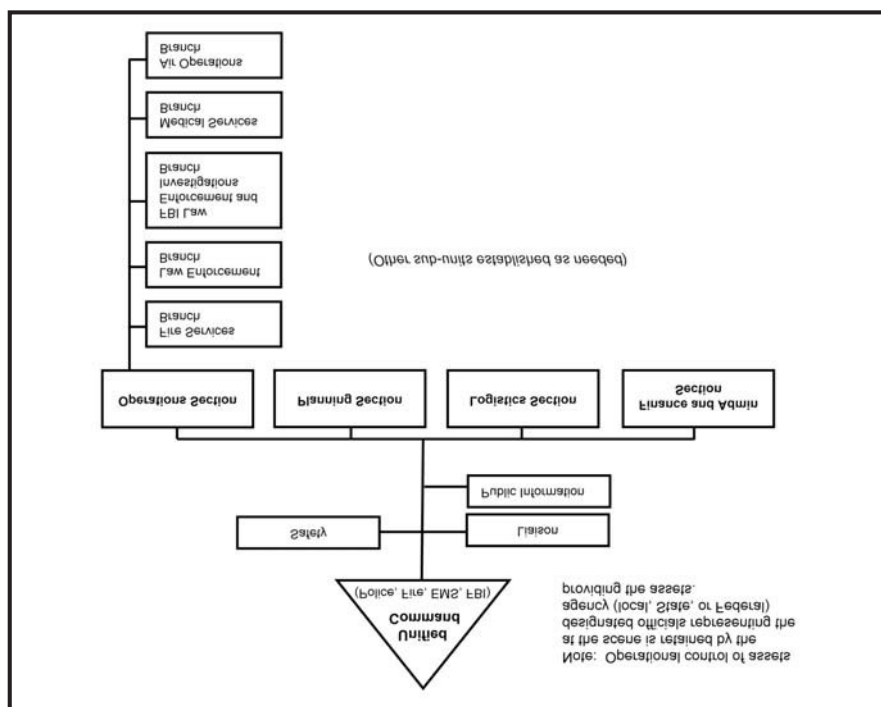 Unified
Command
(Police, Fire, EMS, FBI)
Note: Operational control of assets
at the scene is retained by the
designated officials representing the
agency (local, State, or Federal)
providing the assets.
Safety
Liaison
Public Information
Operations Section
Planning Section
Logistics Section
Finance and Admin
Section
Fire Services
Branch
Law Enforcement
Branch
(Other sub-units established as needed)
FBI Law
Enforcement and
Investigations
Branch
Medical Services
Branch
Air Operations
Branch